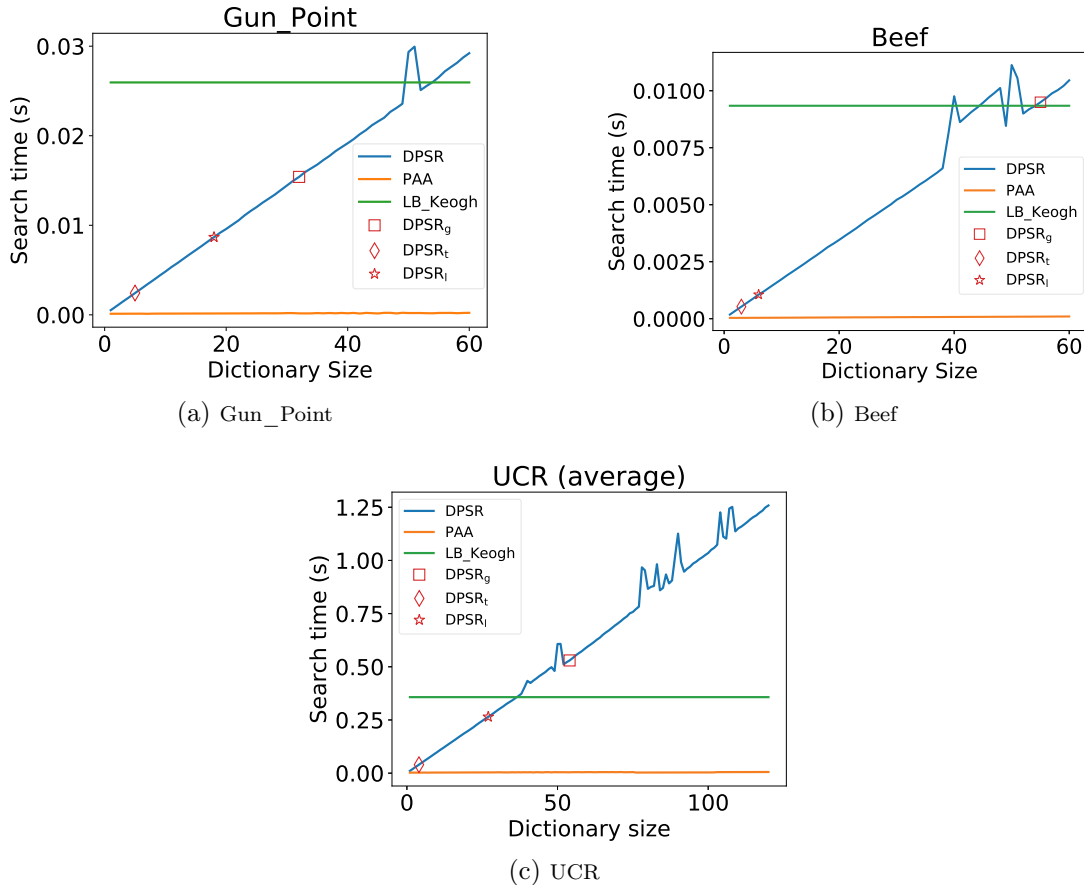 Gun_Point
Search time (s)
0.03
0.02
0.01
0.00
DPSR
PAA
LB_Keogh
DPSRg
DPSRt
DPSRl
0
20
40
60
Dictionary Size
(a) Gun_Point
Beef
Search time (s)
0.0100
0.0075
0.0050
0.0025
0.0000
DPSR
PAA
LB_Keogh
DPSRg
DPSRt
DPSRl
0
20
40
60
Dictionary Size
(b) Beef
UCR (average)
Search time (s)
1.25
1.00
0.75
0.50
0.25
0.00
DPSR
PAA
LB_Keogh
DPSRg
DPSRt
DPSRl
0
50
100
Dictionary size
(c) UCR